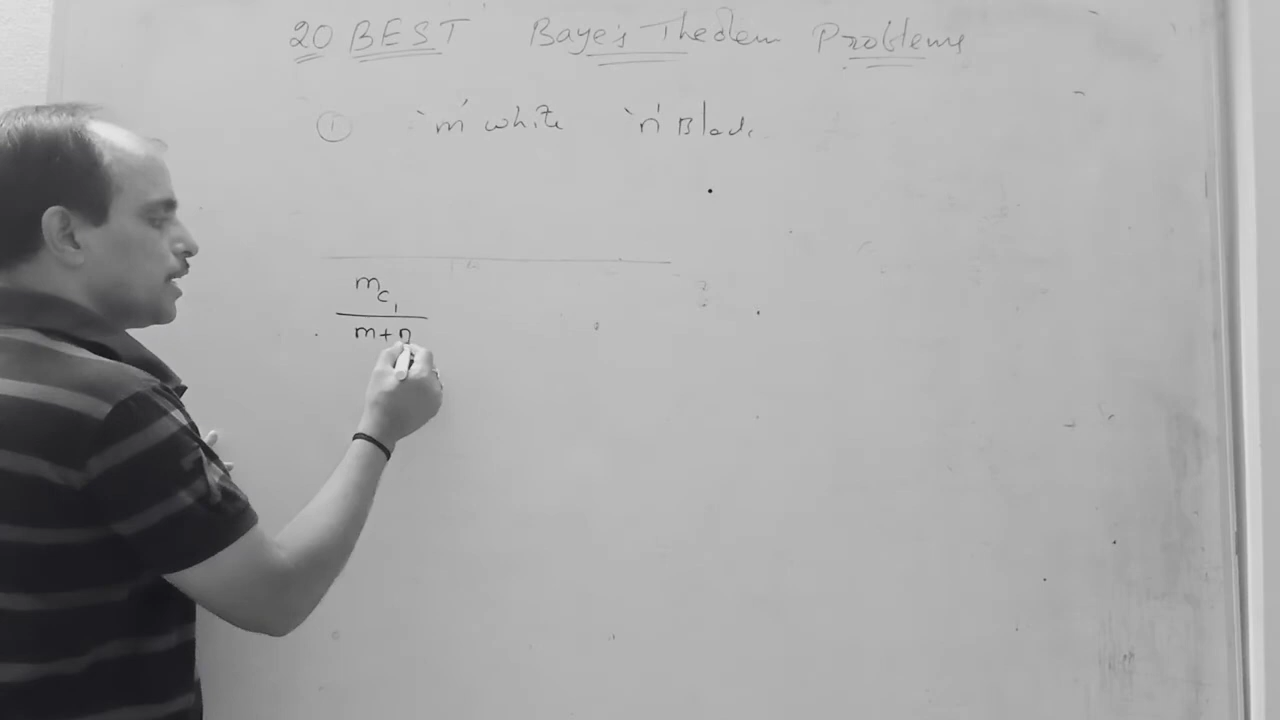 20 BEST Baye's Theorem Problems
① 'm' white 'n' Black
mC1
m+n